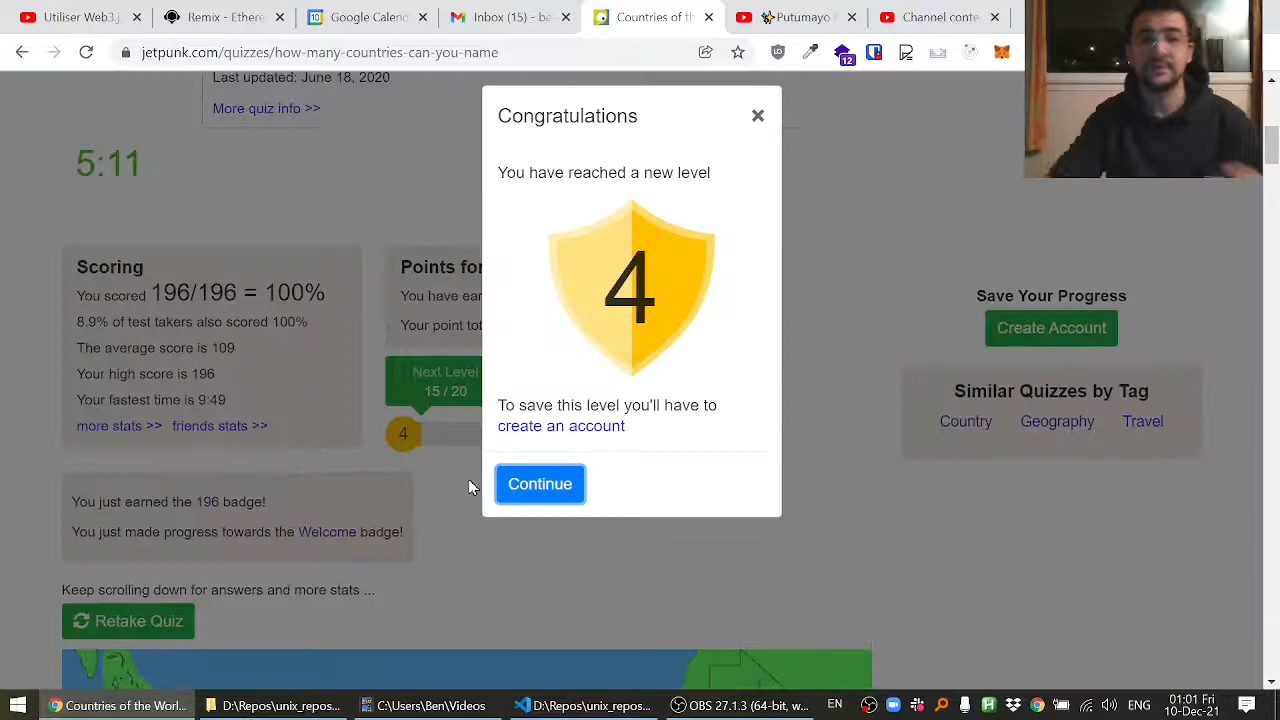 Utiliser Web3.j
Remix - Ethere
Google Calend
Inbox (15) - be
Countries of th
Putumayo
Channel conte
jetpunk.com/quizzes/how-many-countries-can-you-name
12
Last updated: June 18, 2020
More quiz info >>
5:11
Congratulations
You have reached a new level
4
To save this level you'll have to
create an account
Continue
Scoring
You scored 196/196 = 100%
8.9% of test takers also scored 100%
The average score is 109
Your high score is 196
Your fastest time is 9:49
more stats >> friends stats >>
Points for
You have ear
Your point tot
Next Level
15 / 20
4
Save Your Progress
Create Account
Similar Quizzes by Tag
Country Geography Travel
You just earned the 196 badge!
You just made progress towards the Welcome badge!
Keep scrolling down for answers and more stats ...
Retake Quiz
Countries of the Worl...
D:\Repos\unix_repos...
C:\Users\Ben\Videos
D:\Repos\unix_repos...
OBS 27.1.3 (64-bit, w...
EN
ENG
01:01 Fri
10-Dec-21